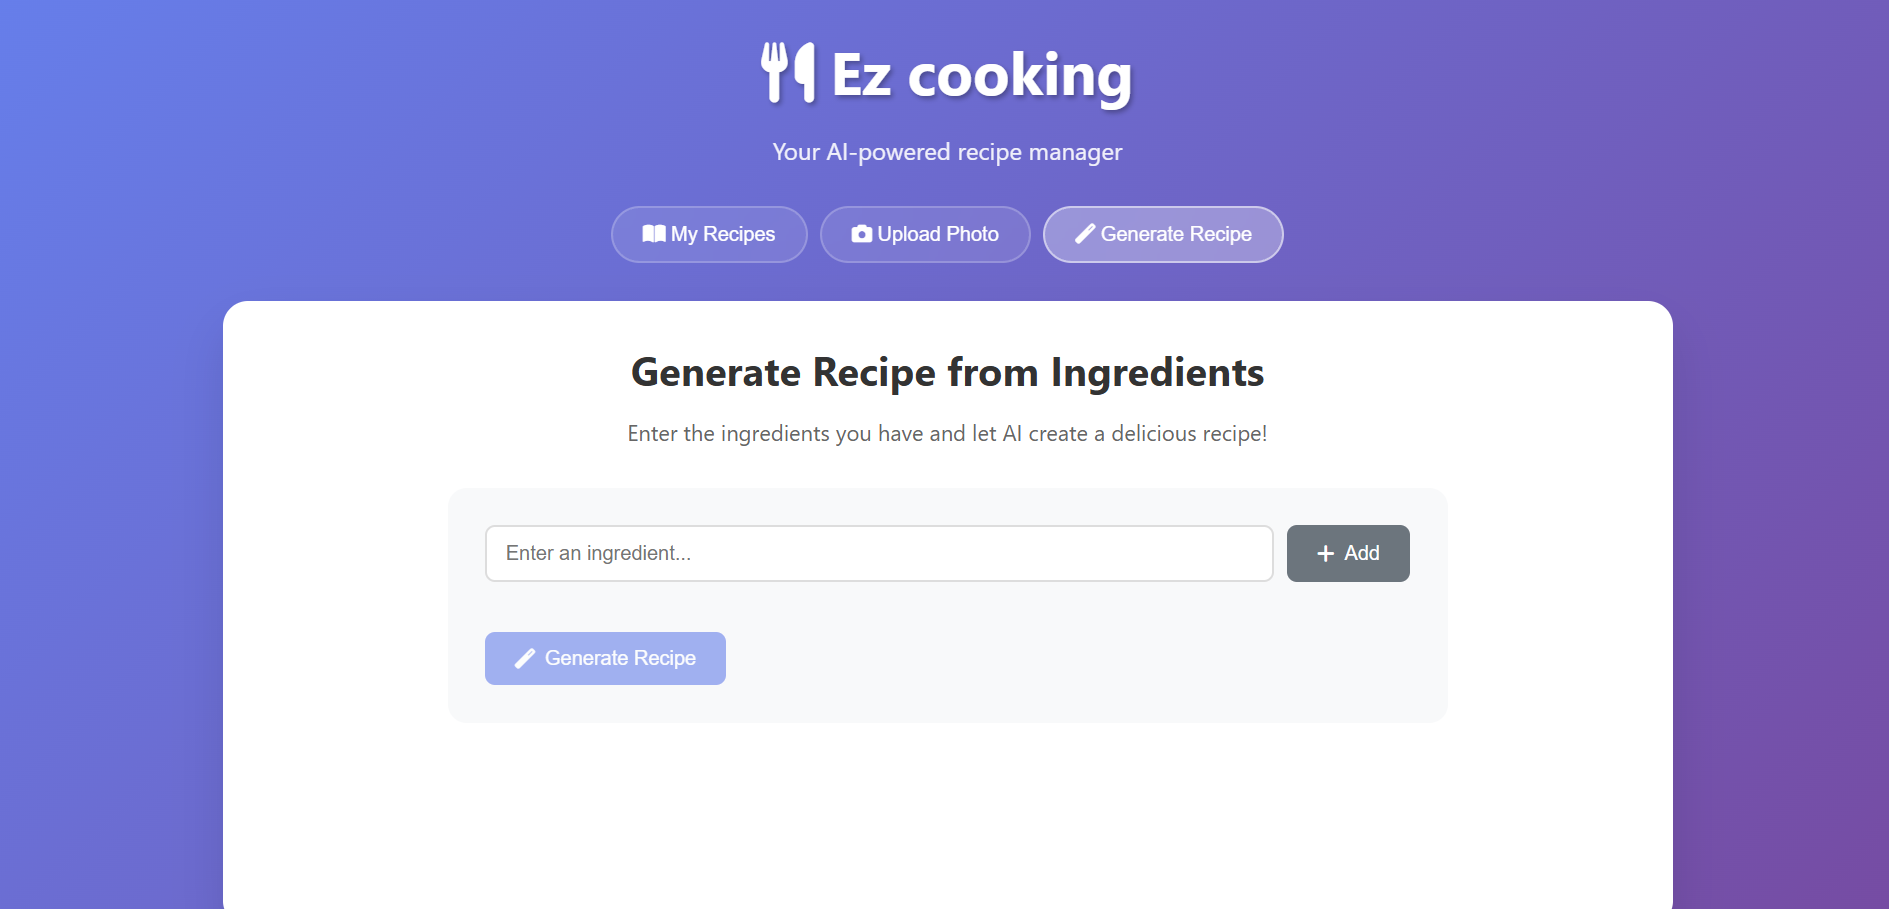 Ez cooking
Your AI-powered recipe manager
My Recipes Upload Photo Generate Recipe
Generate Recipe from Ingredients
Enter the ingredients you have and let AI create a delicious recipe!
Enter an ingredient... + Add
Generate Recipe